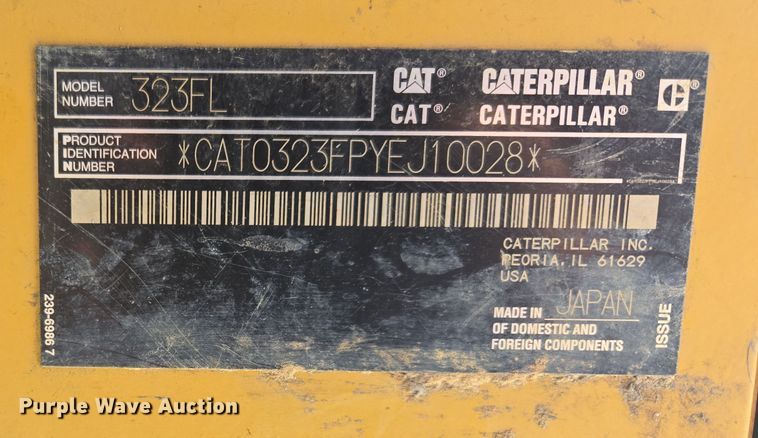 MODEL NUMBER 323FL
CAT® CATERPILLAR®
CAT® CATERPILLAR®
PRODUCT IDENTIFICATION NUMBER *CAT0323FPYEJ10028*
CATERPILLAR INC.
PEORIA, IL 61629
USA
MADE IN JAPAN
OF DOMESTIC AND
FOREIGN COMPONENTS
ISSUE
239-6986 7
Purple Wave Auction